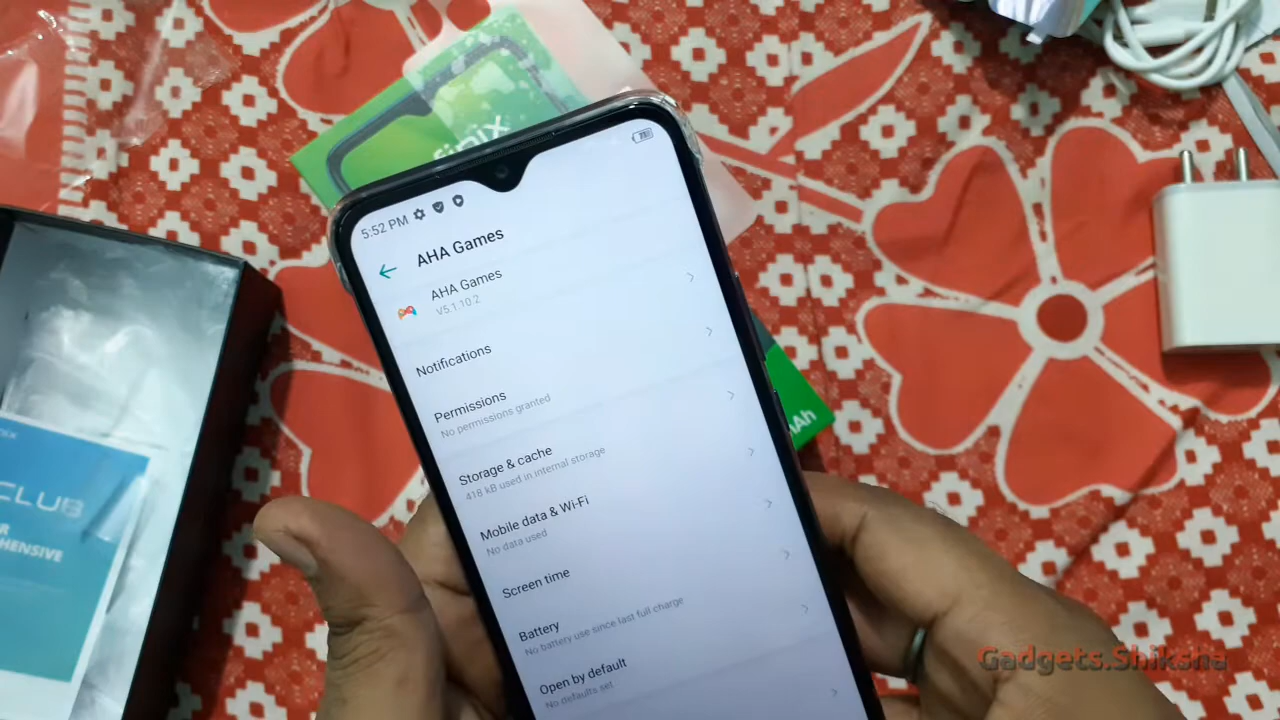 5:52 PM
AHA Games
AHA Games
V5.1.10.2
Notifications
Permissions
No permissions granted
Storage & cache
418 kB used in internal storage
Mobile data & Wi-Fi
No data used
Screen time
Battery
No battery use since last full charge
Open by default
No defaults set
CLUB
HENSIVE
Ah
Gadgets.Shiksha